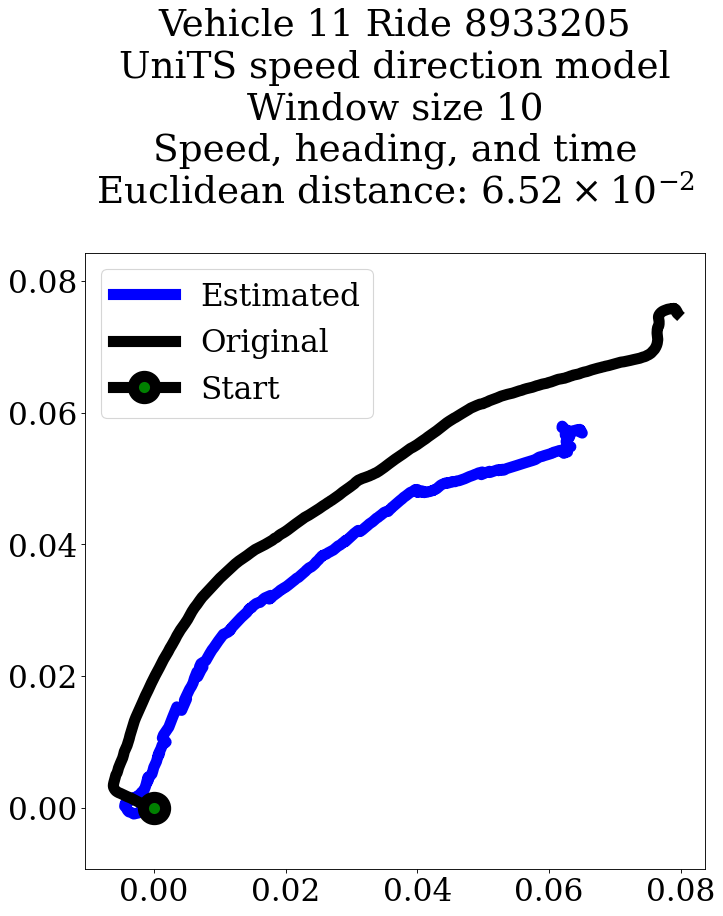 Vehicle 11 Ride 8933205
UniTS speed direction model
Window size 10
Speed, heading, and time
Euclidean distance: 6.52 × 10⁻²
Estimated
Original
Start
0.08
0.06
0.04
0.02
0.00
0.00 0.02 0.04 0.06 0.08